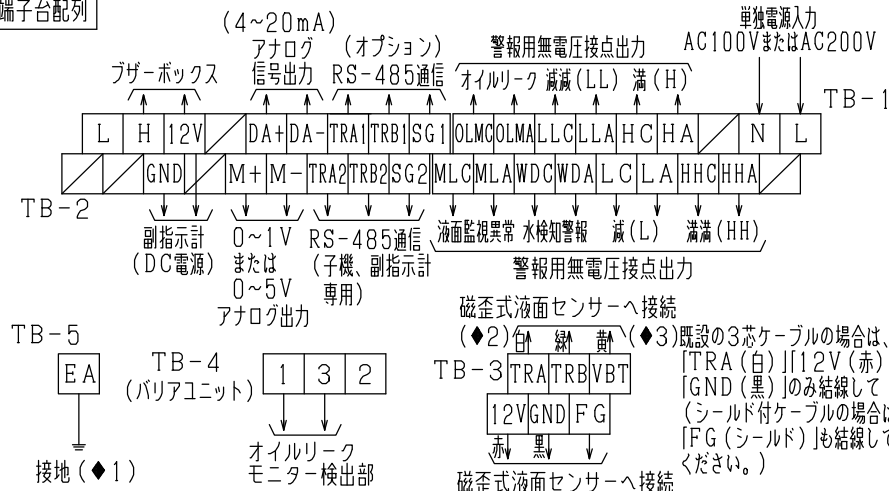 端子台配列
(4~20mA)
アナログ
信号出力
(オプション)
RS-485通信
ブザーボックス
警報用無電圧接点出力
オイルリーク 減減(LL) 満(H)
単独電源入力
AC100VまたはAC200V
TB-1
L H 12V DA+ DA- TRA1 TRB1 SG1 OLMC OLMA LLC LLA HC HA N L
GND M+ M- TRA2 TRB2 SG2 MLC MLA WDC WDA LC LA HHC HHA
TB-2
副指示計
(DC電源)
0~1V
または
0~5V
アナログ出力
RS-485通信
(子機、副指示計
専用)
液面監視異常 水検知警報 減(L) 満満(HH)
警報用無電圧接点出力
TB-5
EA
接地(◆1)
TB-4
(バリアユニット)
1 3 2
オイルリーク
モニター検出部
磁歪式液面センサーへ接続
(◆2) 白 緑 黄 (◆3)
TB-3
TRA TRB VBT
12V GND FG
赤 黒
磁歪式液面センサーへ接続
既設の3芯ケーブルの場合は、
「TRA(白)」「12V(赤)
「GND(黒)」のみ結線して
(シールド付ケーブルの場合は
「FG(シールド)」も結線して
ください。)